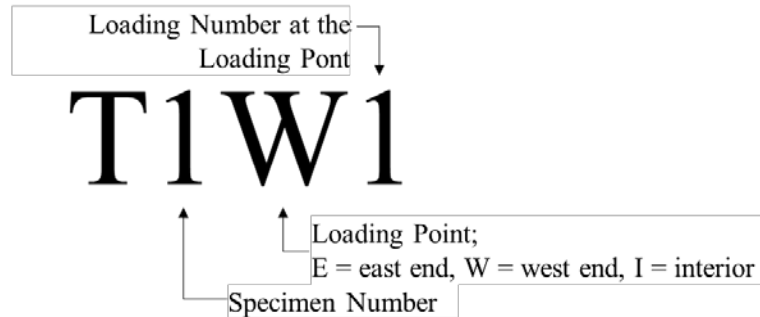 Loading Number at the
Loading Pont
T1W1
Loading Point;
E = east end, W = west end, I = interior
Specimen Number